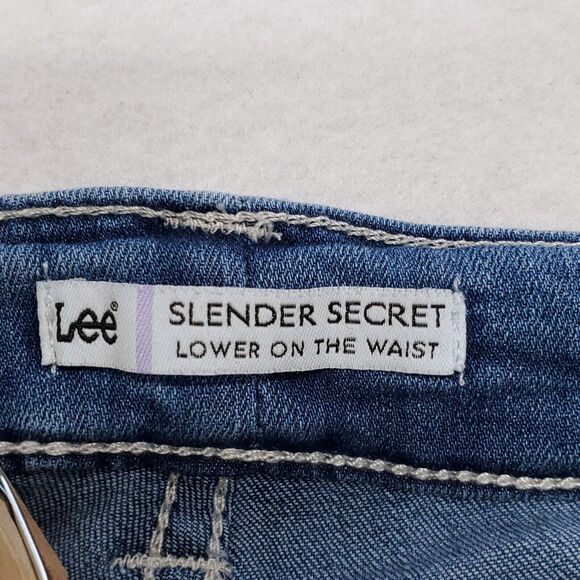 Lee® SLENDER SECRET
LOWER ON THE WAIST